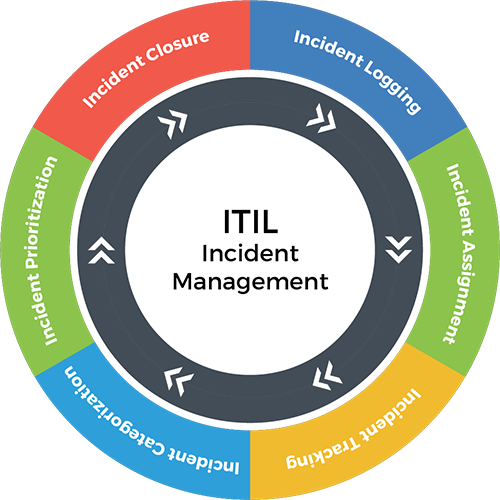 ITIL
Incident
Management
Incident Logging
Incident Assignment
Incident Tracking
Incident Categorization
Incident Prioritization
Incident Closure